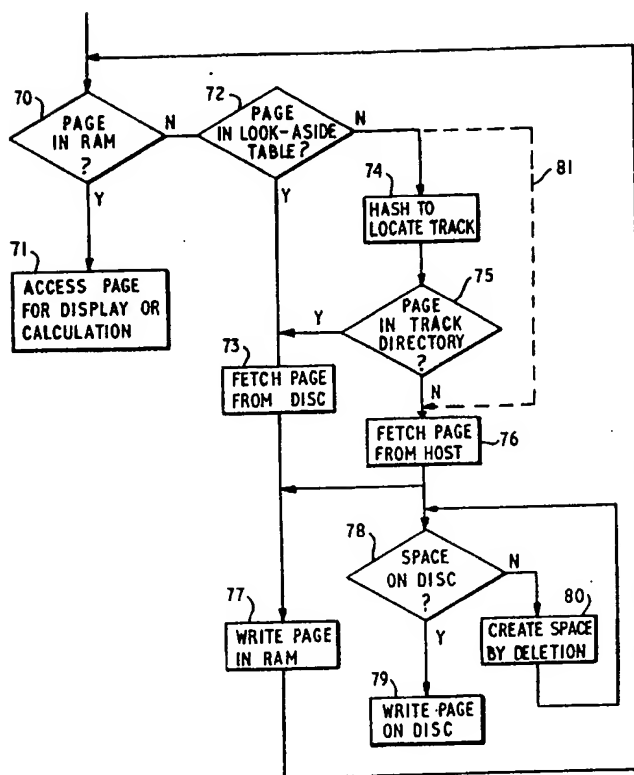 70
PAGE
IN RAM
?
N
Y
72
PAGE
IN LOOK-ASIDE
TABLE?
N
Y
81
74
HASH TO
LOCATE TRACK
71
ACCESS PAGE
FOR DISPLAY OR
CALCULATION
75
PAGE
IN TRACK
DIRECTORY
?
Y
N
73
FETCH PAGE
FROM DISC
FETCH PAGE
FROM HOST
76
78
SPACE
ON DISC
?
N
Y
77
WRITE PAGE
IN RAM
80
CREATE SPACE
BY DELETION
79
WRITE PAGE
ON DISC